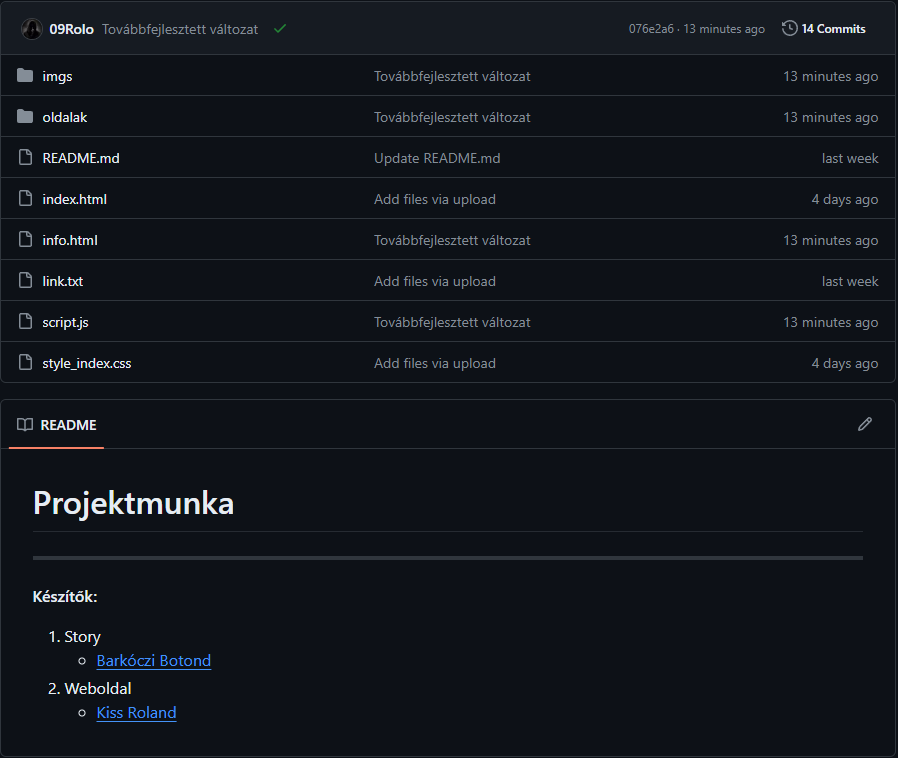 09Rolo Továbbfejlesztett változat 076e2a6 · 13 minutes ago 14 Commits
imgs Továbbfejlesztett változat 13 minutes ago
oldalak Továbbfejlesztett változat 13 minutes ago
README.md Update README.md last week
index.html Add files via upload 4 days ago
info.html Továbbfejlesztett változat 13 minutes ago
link.txt Add files via upload last week
script.js Továbbfejlesztett változat 13 minutes ago
style_index.css Add files via upload 4 days ago
README
Projektmunka
Készítők:
1. Story
Barkóczi Botond
2. Weboldal
Kiss Roland